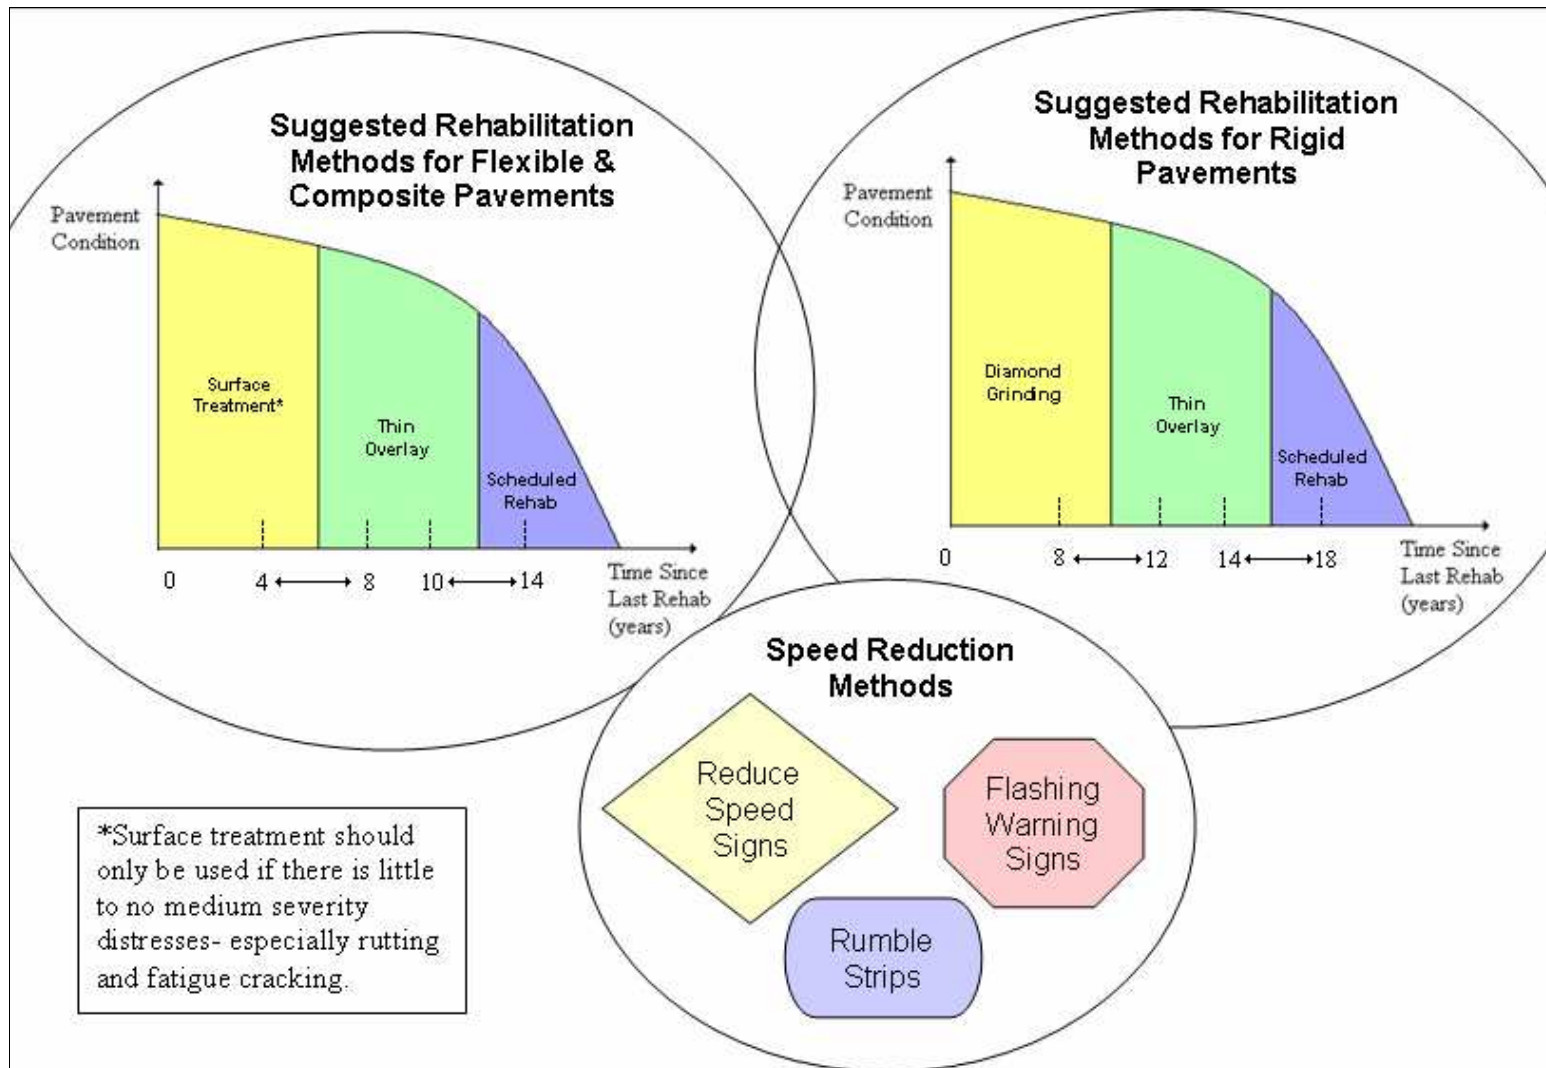 Suggested Rehabilitation
Methods for Flexible &
Composite Pavements
Pavement
Condition
Surface
Treatment*
Thin
Overlay
Scheduled
Rehab
0
4
8
10
14
Time Since
Last Rehab
(years)
Suggested Rehabilitation
Methods for Rigid
Pavements
Pavement
Condition
Diamond
Grinding
Thin
Overlay
Scheduled
Rehab
0
8
12
14
18
Time Since
Last Rehab
(years)
Speed Reduction
Methods
Reduce
Speed
Signs
Flashing
Warning
Signs
Rumble
Strips
*Surface treatment should
only be used if there is little
to no medium severity
distresses- especially rutting
and fatigue cracking.